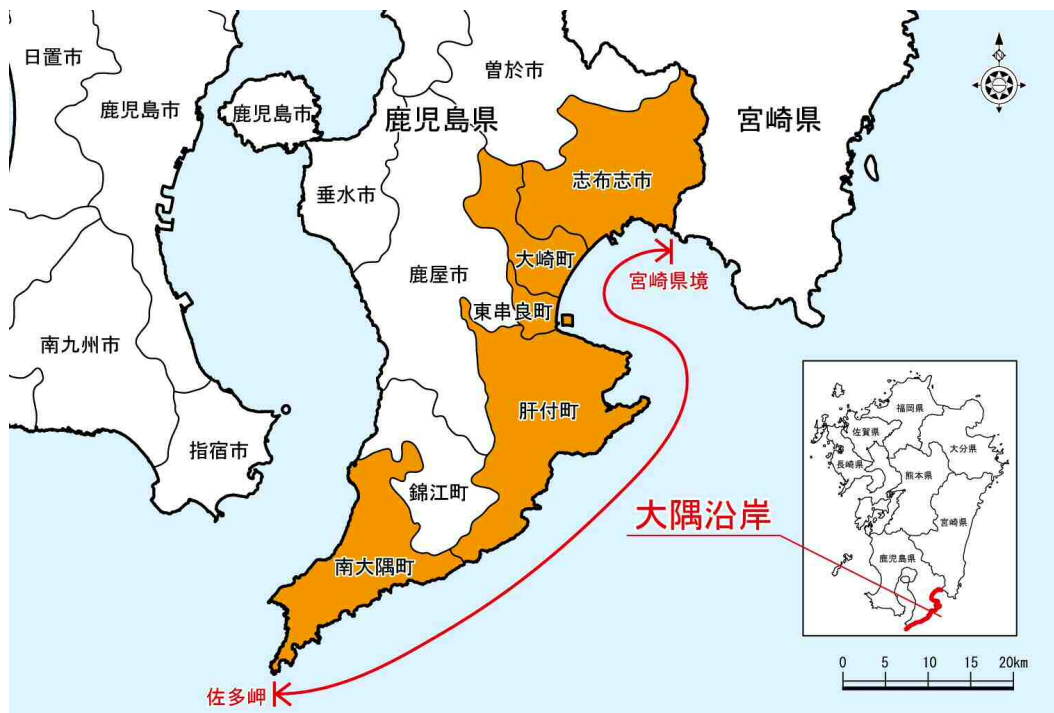 日置市
鹿児島市
鹿児島市
鹿児島県
曽於市
宮崎県
N
垂水市
志布志市
鹿屋市
大崎町
宮崎県境
東串良町
南九州市
肝付町
指宿市
錦江町
南大隅町
佐多岬
大隅沿岸
福岡県
佐賀県
長崎県
大分県
熊本県
宮崎県
鹿児島県
0 5 10 15 20km